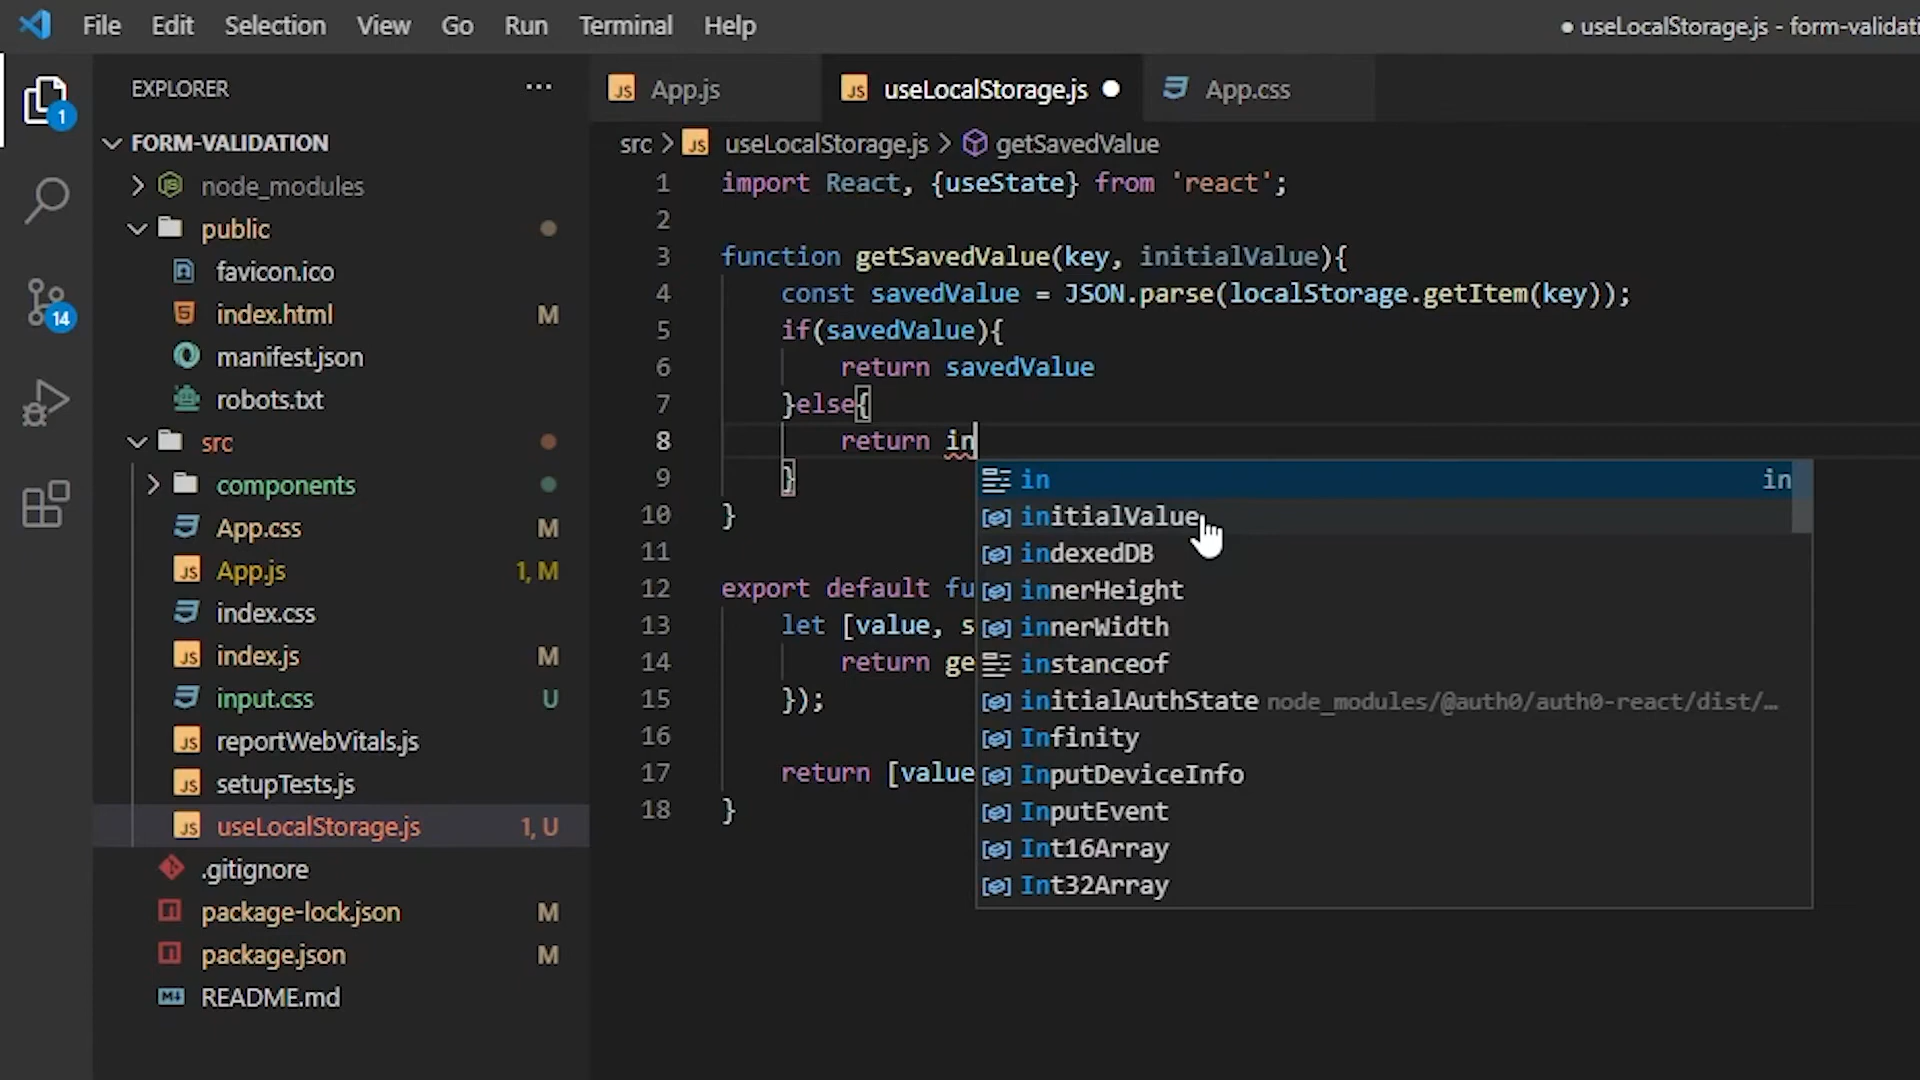 File Edit Selection View Go Run Terminal Help
● useLocalStorage.js - form-validati
EXPLORER ...
FORM-VALIDATION
node_modules
public
favicon.ico
index.html M
manifest.json
robots.txt
src
components
App.css M
App.js 1, M
index.css
index.js M
input.css U
reportWebVitals.js
setupTests.js
useLocalStorage.js 1, U
.gitignore
package-lock.json M
package.json M
README.md
1
14
App.js
useLocalStorage.js ●
App.css
src > useLocalStorage.js > getSavedValue
1 import React, {useState} from 'react';
2
3 function getSavedValue(key, initialValue){
4 const savedValue = JSON.parse(localStorage.getItem(key));
5 if(savedValue){
6 return savedValue
7 }else{
8 return in
9 }
10 }
11
12 export default fu
13 let [value, s
14 return ge
15 });
16
17 return [value
18 }
in in
initialValue
indexedDB
innerHeight
innerWidth
instanceof
initialAuthState node_modules/@auth0/auth0-react/dist/…
Infinity
InputDeviceInfo
InputEvent
Int16Array
Int32Array